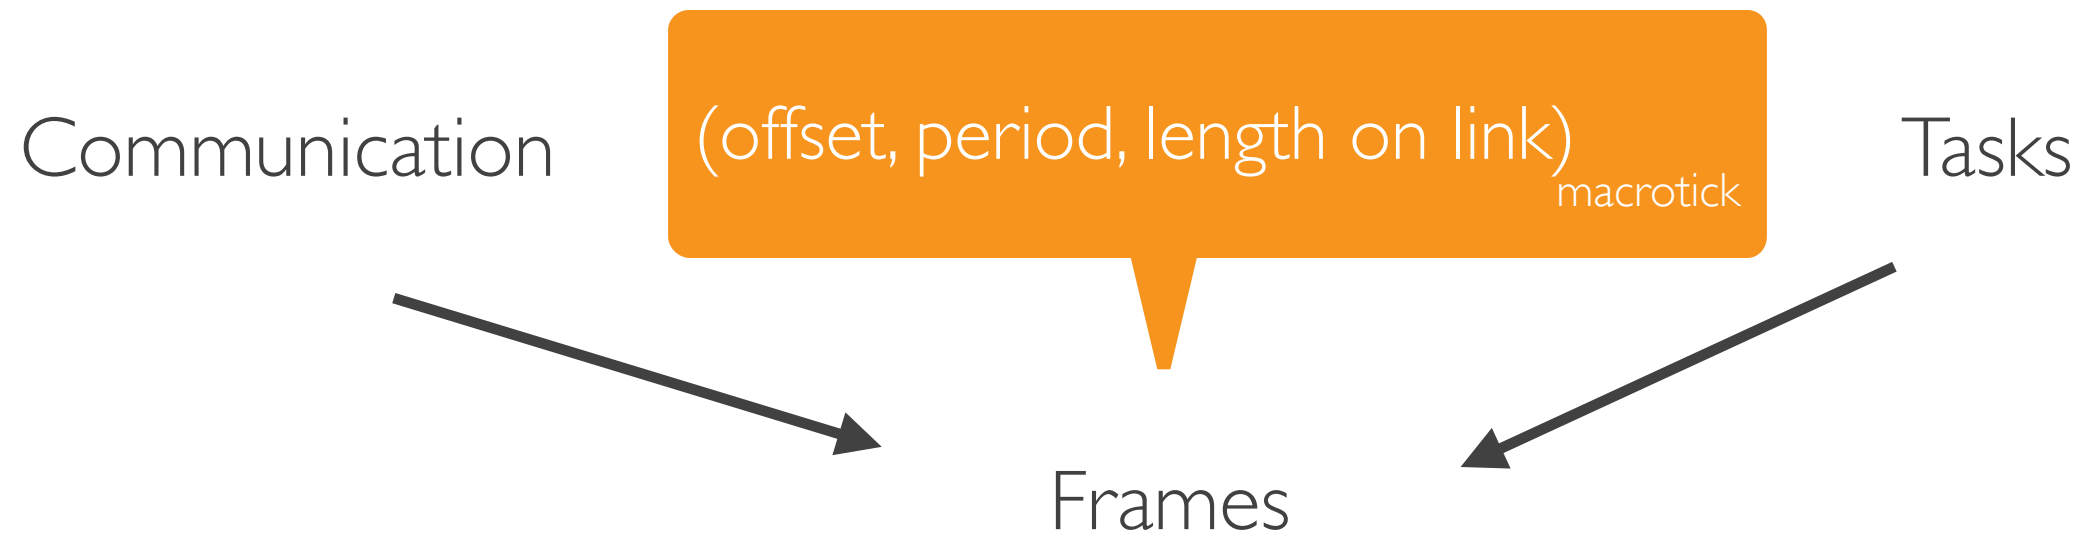 Communication
(offset, period, length on link)
macrotick
Tasks
Frames